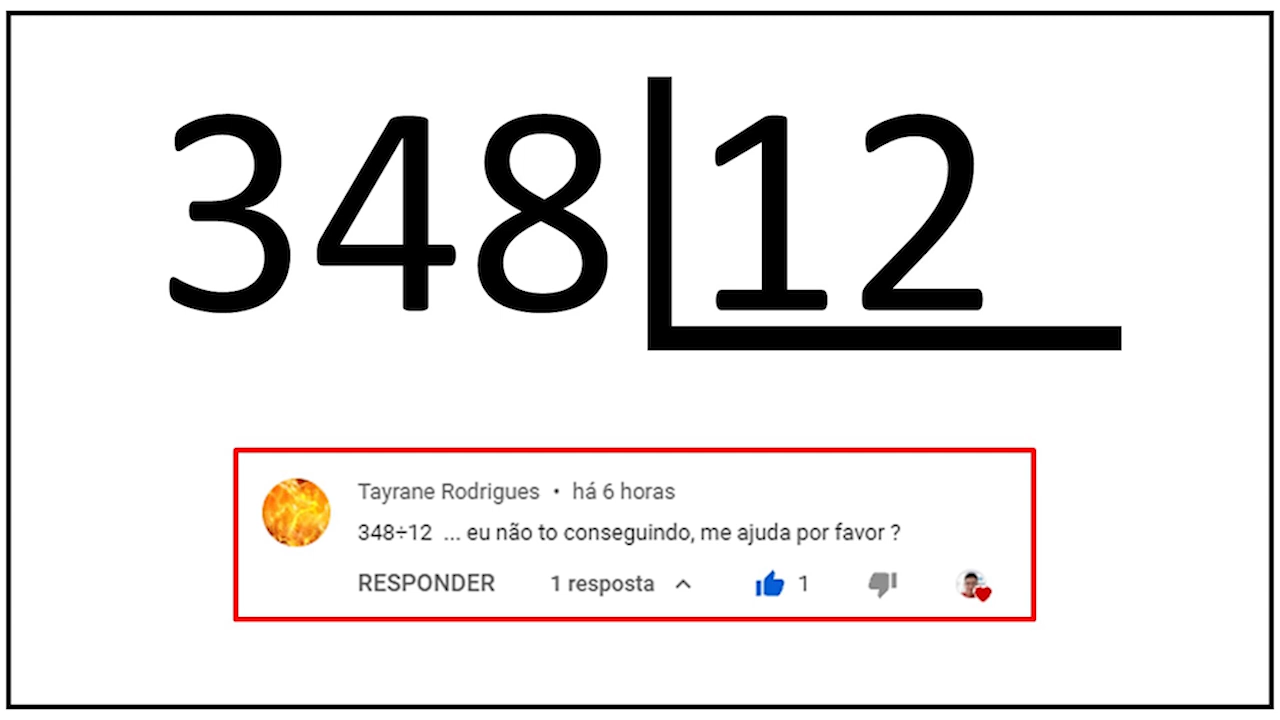 348 12
Tayrane Rodrigues • há 6 horas
348÷12 ... eu não to conseguindo, me ajuda por favor ?
RESPONDER 1 resposta 1